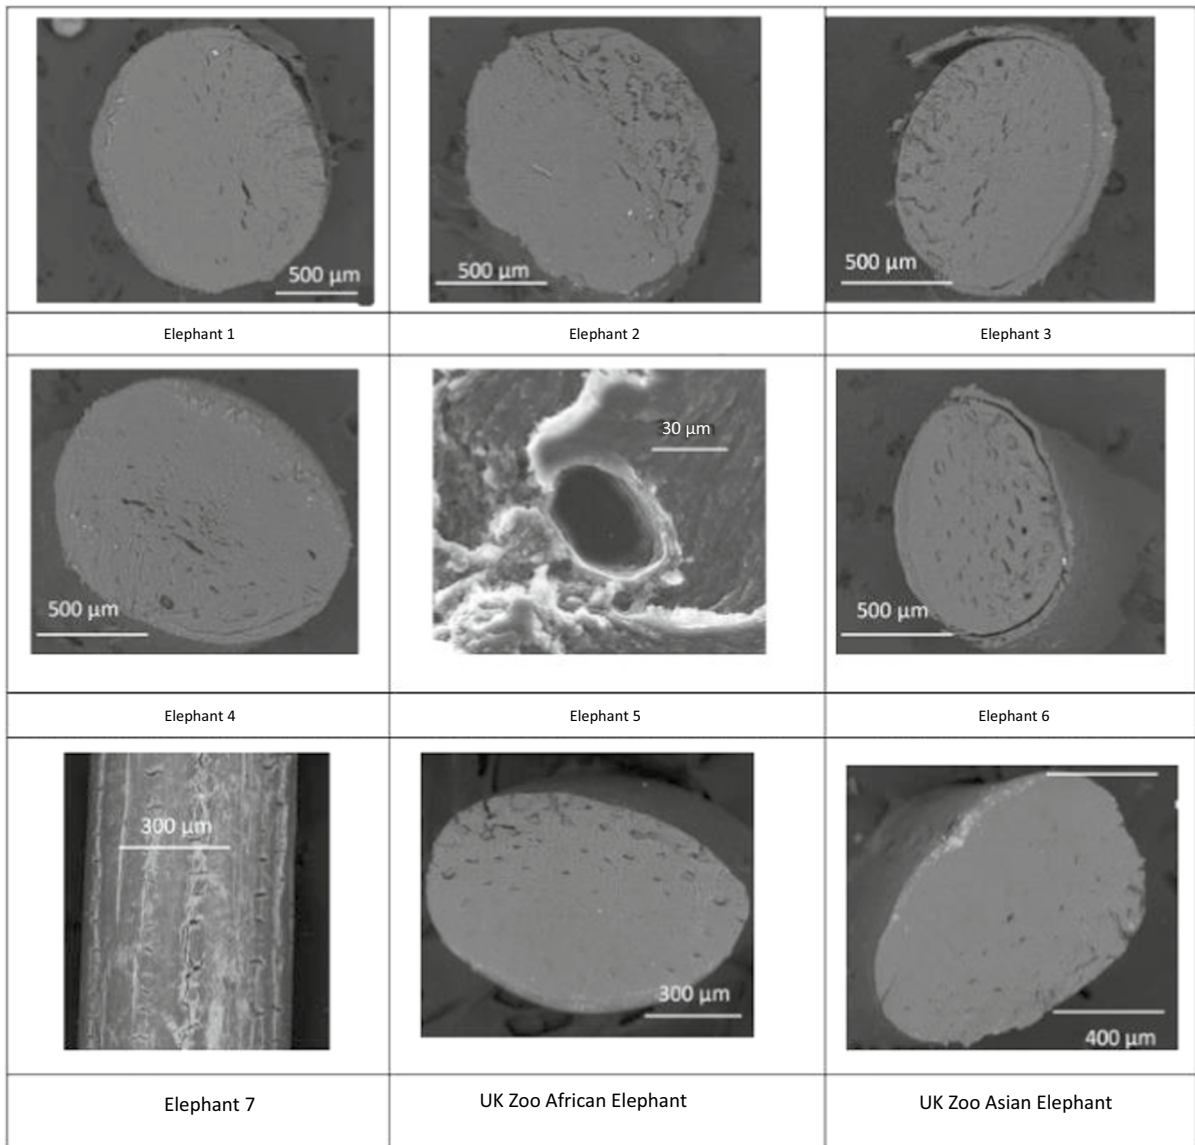 500 µm
500 µm
500 µm
Elephant 1
Elephant 2
Elephant 3
500 µm
30 µm
500 µm
Elephant 4
Elephant 5
Elephant 6
300 µm
300 µm
400 µm
Elephant 7
UK Zoo African Elephant
UK Zoo Asian Elephant